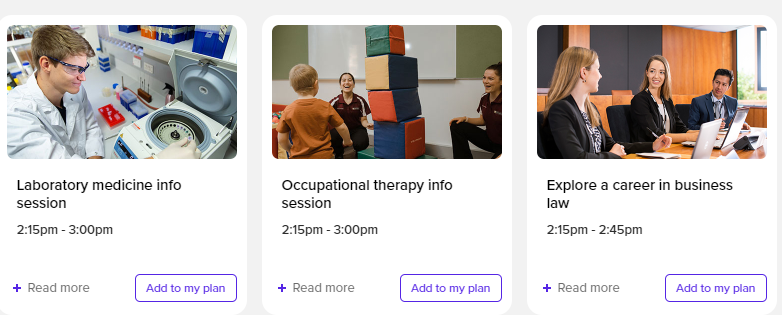 Laboratory medicine info
session
2:15pm - 3:00pm
+ Read more
Add to my plan
Occupational therapy info
session
2:15pm - 3:00pm
+ Read more
Add to my plan
Explore a career in business
law
2:15pm - 2:45pm
+ Read more
Add to my plan